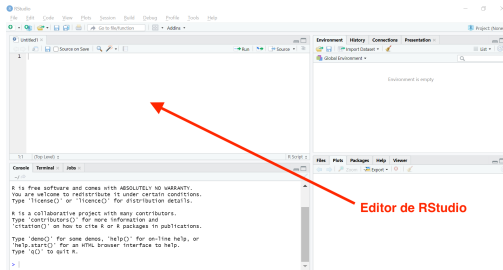 RStudio
File Edit Code View Plots Session Build Debug Profile Tools Help
Go to file/function Addins
Project: (None)
Untitled1
Source on Save Run Source
1
1:1 (Top Level) R Script
Console Terminal Jobs
R is free software and comes with ABSOLUTELY NO WARRANTY.
You are welcome to redistribute it under certain conditions.
Type 'license()' or 'licence()' for distribution details.
R is a collaborative project with many contributors.
Type 'contributors()' for more information and
'citation()' on how to cite R or R packages in publications.
Type 'demo()' for some demos, 'help()' for on-line help, or
'help.start()' for an HTML browser interface to help.
Type 'q()' to quit R.
>
Environment History Connections Presentation
Import Dataset List
Global Environment
Environment is empty
Files Plots Packages Help Viewer
Zoom Export
Editor de RStudio